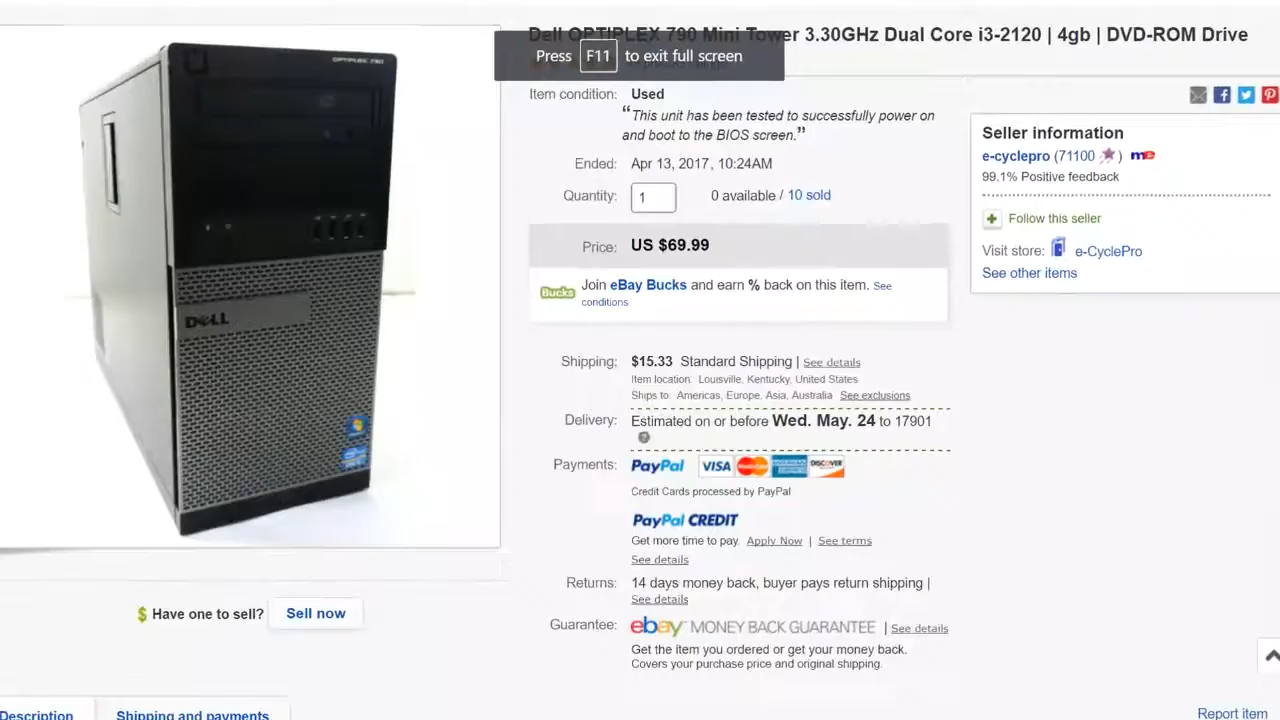 Dell OPTIPLEX 790 Mini Tower 3.30GHz Dual Core i3-2120 | 4gb | DVD-ROM Drive
Press F11 to exit full screen
OPTIPLEX 790
DELL
Item condition: Used
“This unit has been tested to successfully power on
and boot to the BIOS screen.”
Ended: Apr 13, 2017, 10:24AM
Quantity: 1 0 available / 10 sold
Price: US $69.99
Bucks Join eBay Bucks and earn % back on this item. See
conditions
Shipping: $15.33 Standard Shipping | See details
Item location: Louisville, Kentucky, United States
Ships to: Americas, Europe, Asia, Australia See exclusions
Delivery: Estimated on or before Wed. May. 24 to 17901
Payments: PayPal VISA MasterCard AMERICAN EXPRESS DISCOVER
Credit Cards processed by PayPal
PayPal CREDIT
Get more time to pay. Apply Now | See terms
See details
Returns: 14 days money back, buyer pays return shipping |
See details
Guarantee: ebay MONEY BACK GUARANTEE | See details
Get the item you ordered or get your money back.
Covers your purchase price and original shipping.
Seller information
e-cyclepro (71100 ) me
99.1% Positive feedback
Follow this seller
Visit store: e-CyclePro
See other items
$ Have one to sell? Sell now
Description
Shipping and payments
Report item